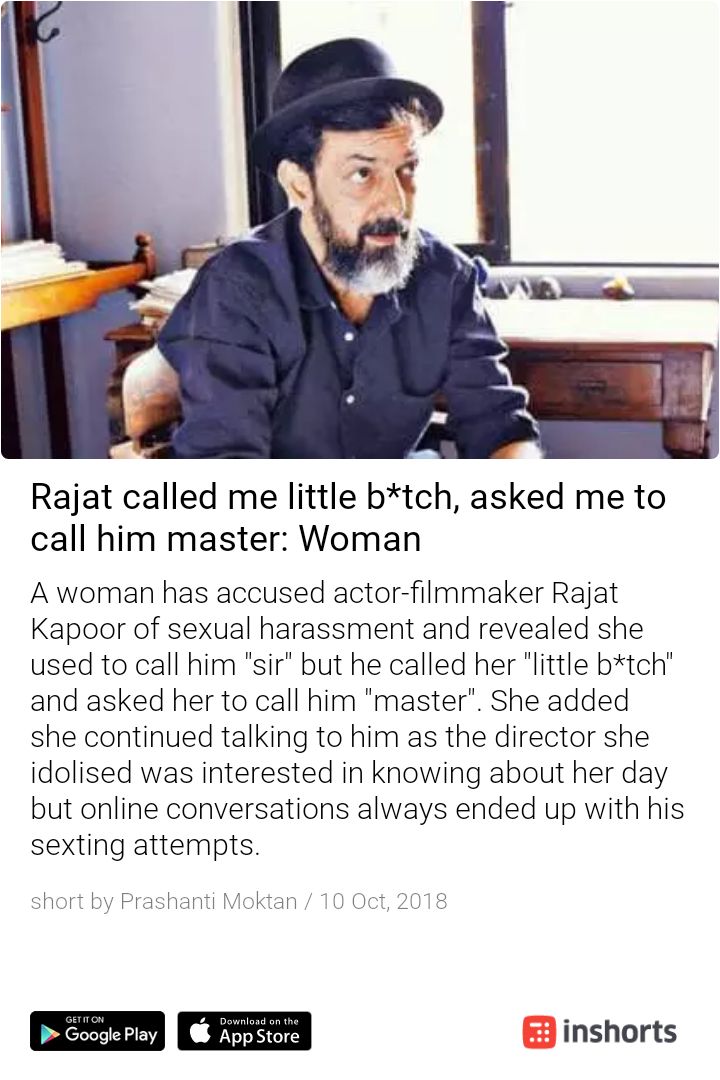 Rajat called me little b*tch, asked me to
call him master: Woman
A woman has accused actor-filmmaker Rajat
Kapoor of sexual harassment and revealed she
used to call him "sir" but he called her "little b*tch"
and asked her to call him "master". She added
she continued talking to him as the director she
idolised was interested in knowing about her day
but online conversations always ended up with his
sexting attempts.
short by Prashanti Moktan / 10 Oct, 2018
GET IT ON
Google Play
Download on the
App Store
inshorts